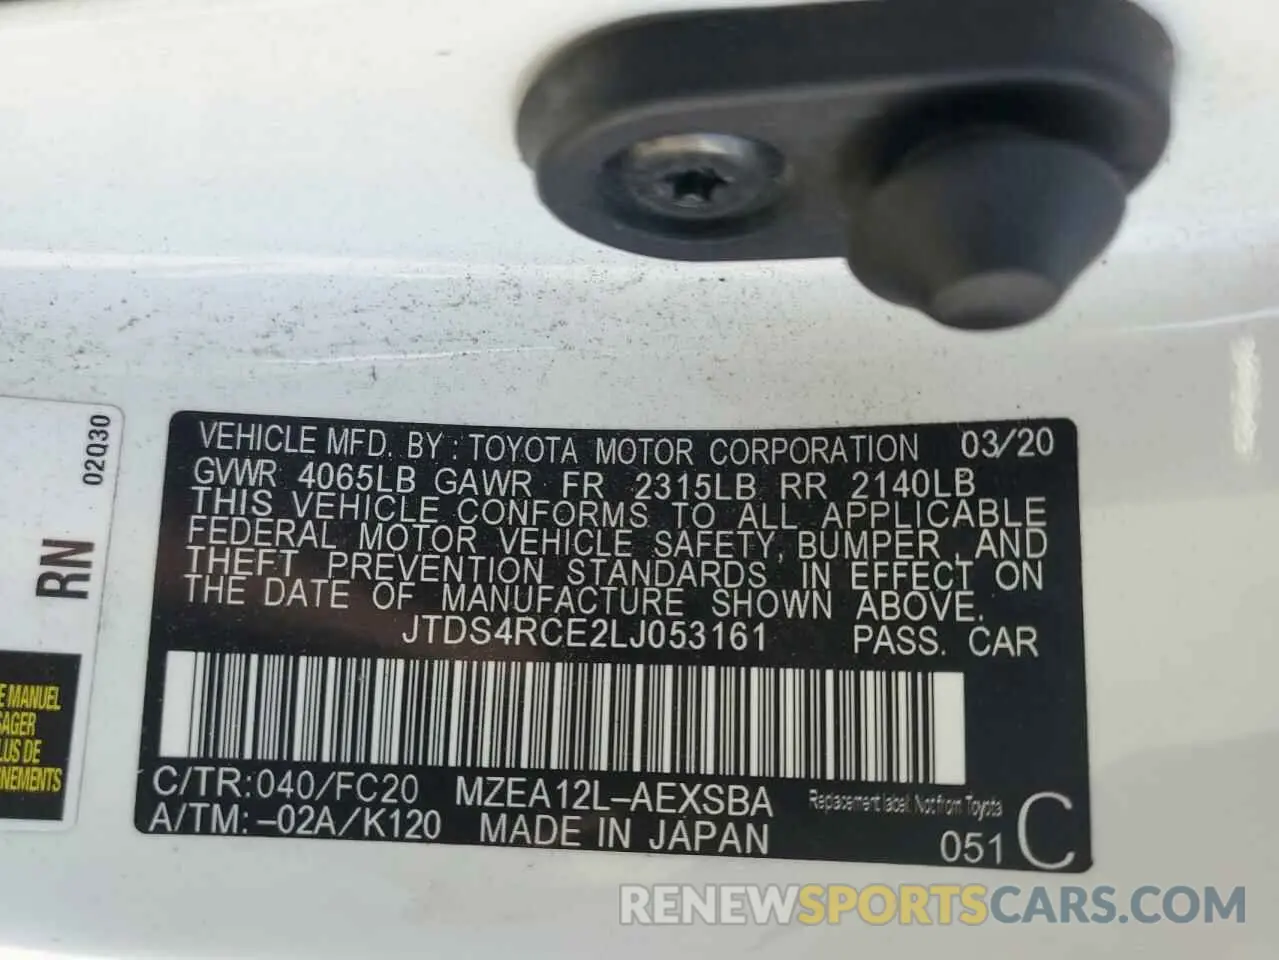 VEHICLE MFD. BY : TOYOTA MOTOR CORPORATION 03/20
GVWR 4065LB GAWR FR 2315LB RR 2140LB
THIS VEHICLE CONFORMS TO ALL APPLICABLE
FEDERAL MOTOR VEHICLE SAFETY, BUMPER, AND
THEFT PREVENTION STANDARDS IN EFFECT ON
THE DATE OF MANUFACTURE SHOWN ABOVE.
JTDS4RCE2LJ053161 PASS. CAR
C/TR:040/FC20 MZEA12L-AEXSBA Replacement label. Not from Toyota
A/TM:-02A/K120 MADE IN JAPAN 051 C
02Q30
RN
E MANUEL
SAGER
LUS DE
NEMENTS
RENEWSPORTSCARS.COM